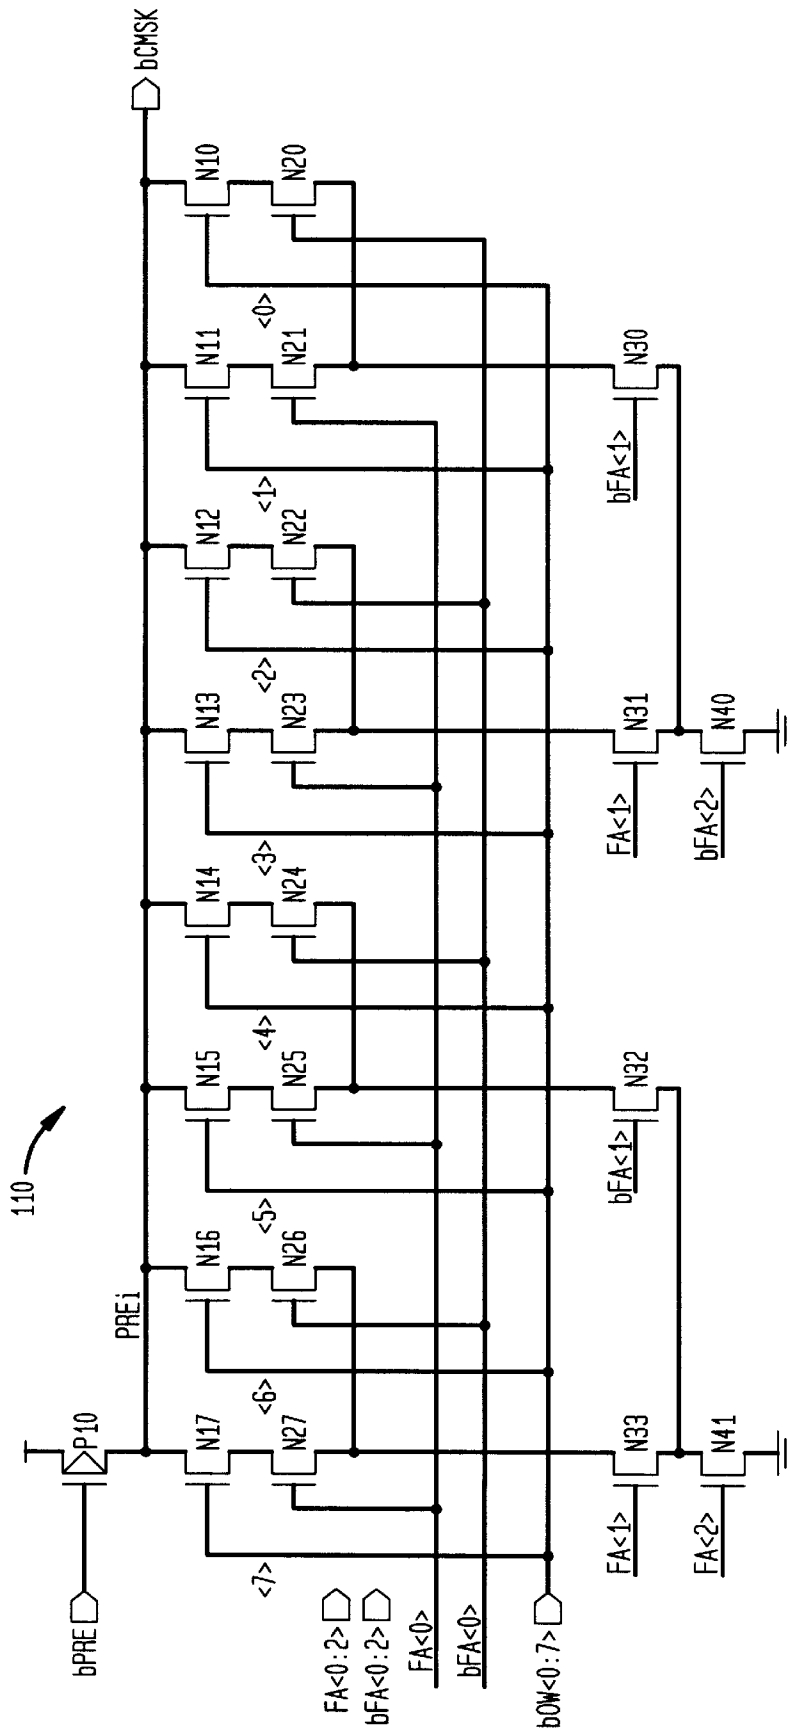 110
bPRE
P10
PREi
bCMSK
N17
N16
N15
N14
N13
N12
N11
N10
<7>
<6>
<5>
<4>
<3>
<2>
<1>
<0>
N27
N26
N25
N24
N23
N22
N21
N20
FA<0:2>
bFA<0:2>
FA<0>
bFA<0>
bOW<0:7>
FA<1>
N33
bFA<1>
N32
FA<1>
N31
bFA<1>
N30
FA<2>
N41
bFA<2>
N40